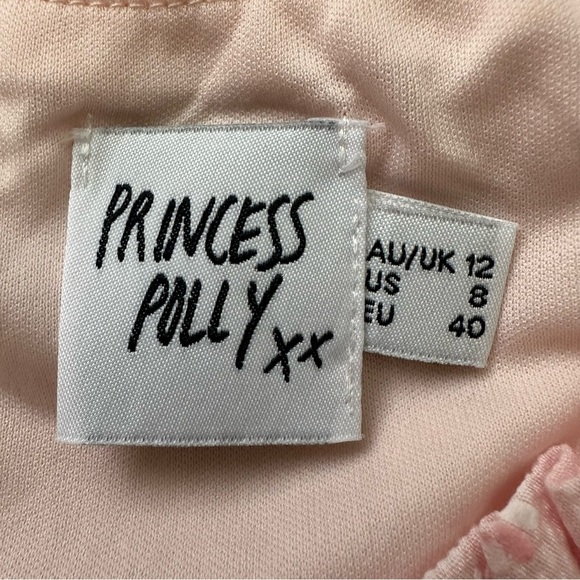 PRINCESS
POLLY xx
AU/UK 12
US 8
EU 40